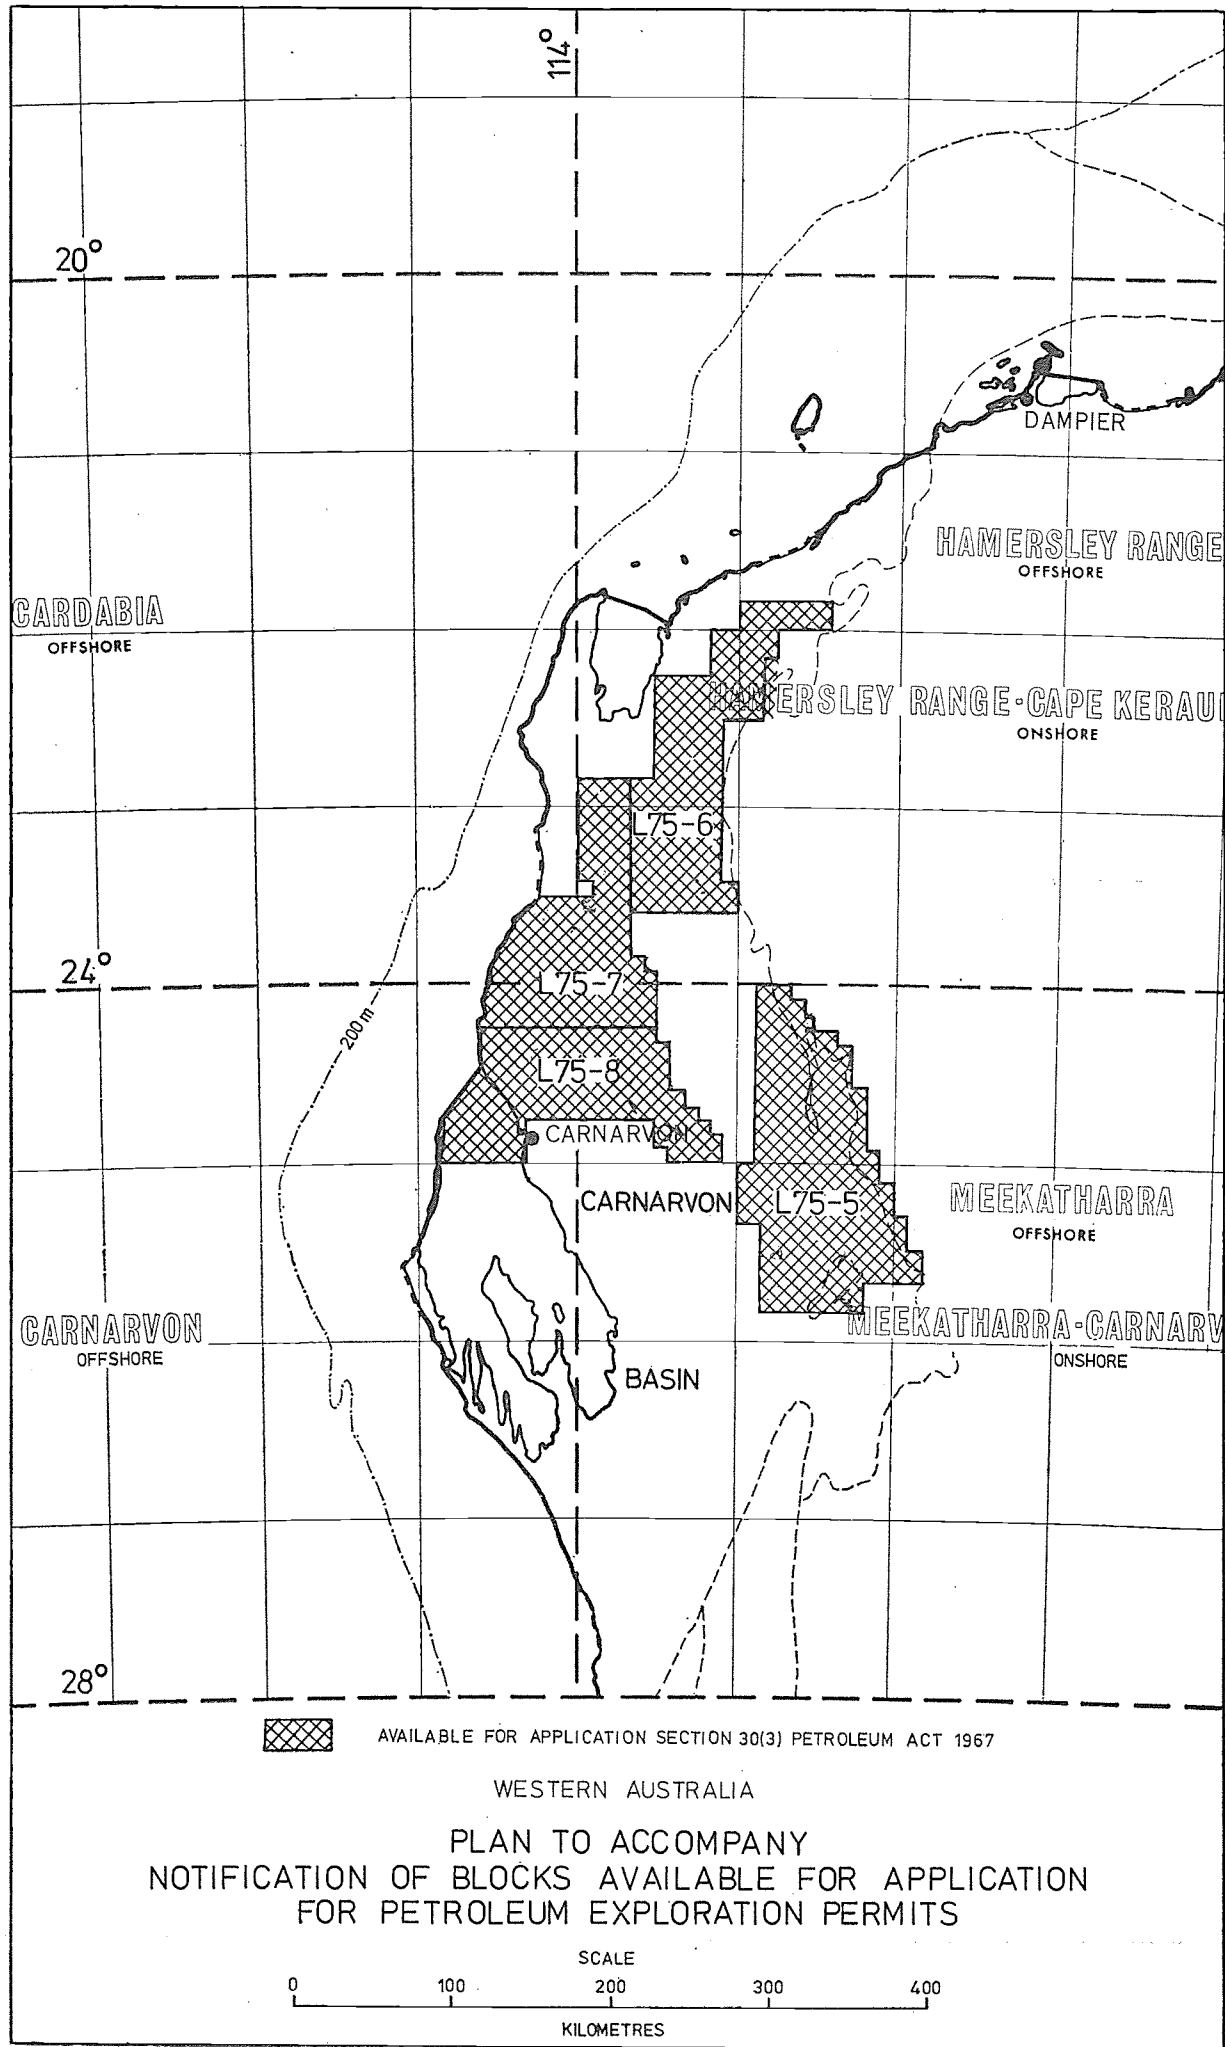 114°
20°
DAMPIER
HAMERSLEY RANGE
OFFSHORE
CARDABIA
OFFSHORE
HAMERSLEY RANGE·CAPE KERAU
ONSHORE
L75-6
24°
L75-7
200m
L75-8
CARNARVON
CARNARVON
L75-5
MEEKATHARRA
OFFSHORE
CARNARVON
OFFSHORE
MEEKATHARRA-CARNARV
ONSHORE
BASIN
28°
AVAILABLE FOR APPLICATION SECTION 30(3) PETROLEUM ACT 1967
WESTERN AUSTRALIA
PLAN TO ACCOMPANY
NOTIFICATION OF BLOCKS AVAILABLE FOR APPLICATION
FOR PETROLEUM EXPLORATION PERMITS
SCALE
0 100 200 300 400
KILOMETRES